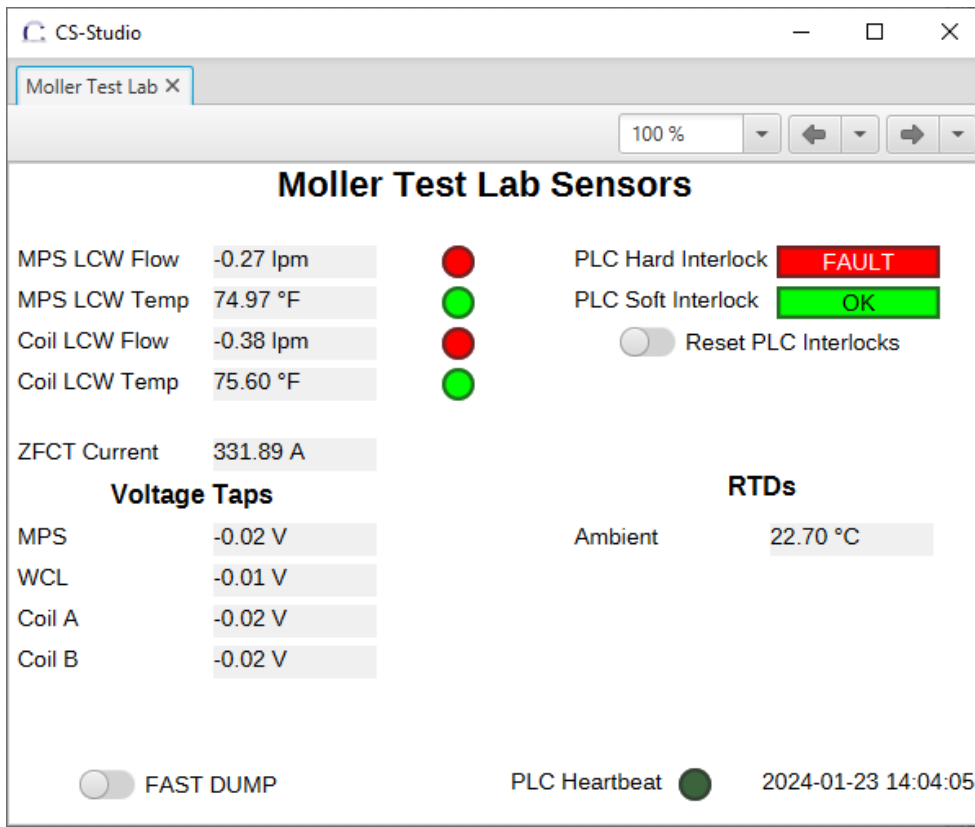 CS-Studio
Moller Test Lab
100 %
Moller Test Lab Sensors
MPS LCW Flow -0.27 lpm PLC Hard Interlock FAULT
MPS LCW Temp 74.97 °F PLC Soft Interlock OK
Coil LCW Flow -0.38 lpm Reset PLC Interlocks
Coil LCW Temp 75.60 °F
ZFCT Current 331.89 A
Voltage Taps RTDs
MPS -0.02 V Ambient 22.70 °C
WCL -0.01 V
Coil A -0.02 V
Coil B -0.02 V
FAST DUMP PLC Heartbeat 2024-01-23 14:04:05